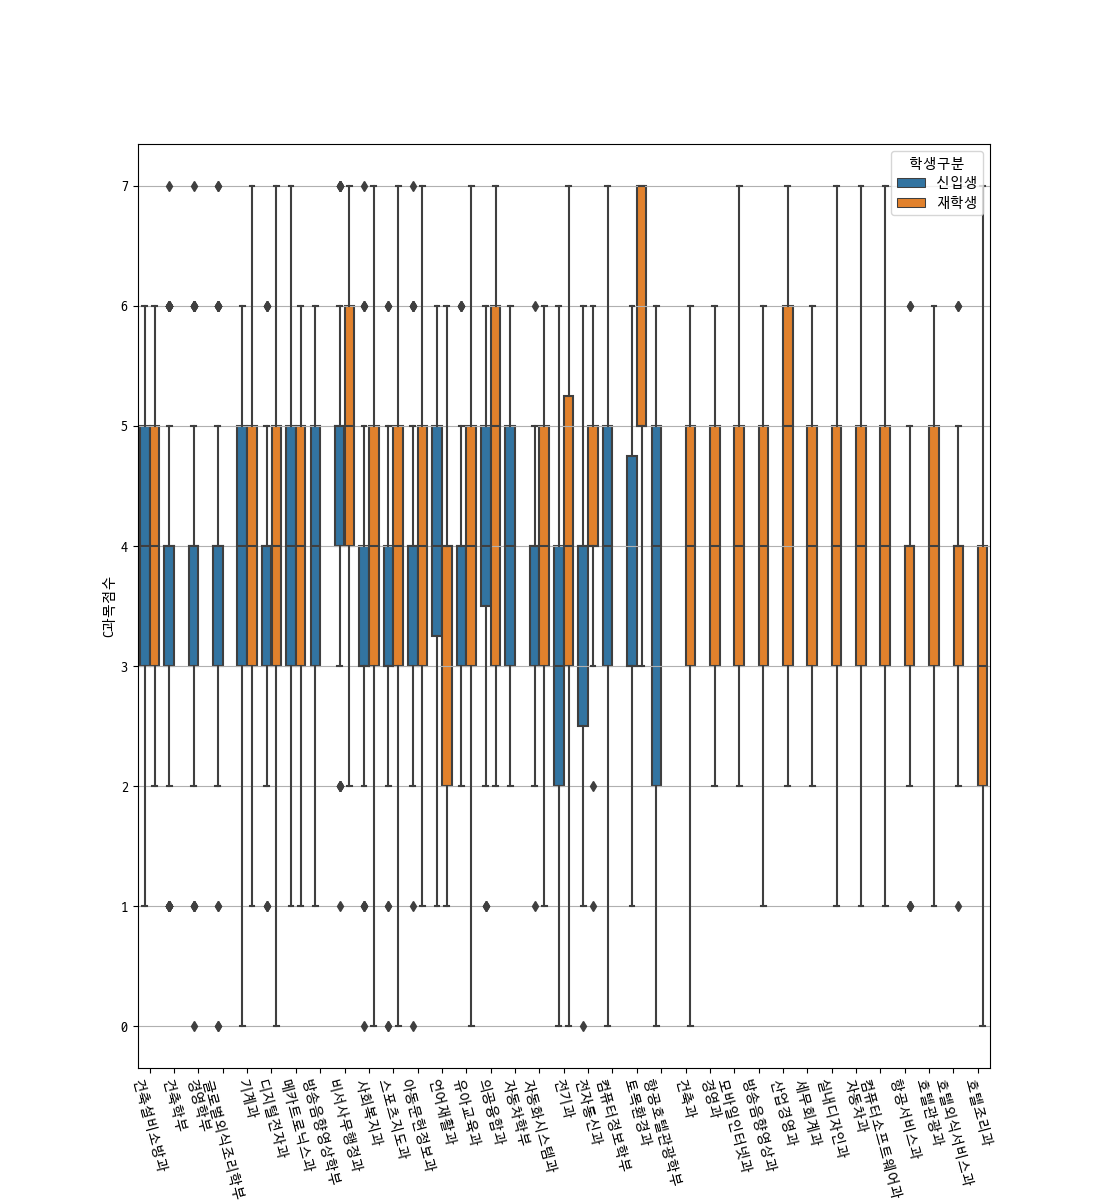 학생구분
신입생
재학생
7
6
5
4
3
2
1
0
C과목점수
건축설비소방과
건축학부
경영학부
글로벌외식조리학부
기계과
디지털전자과
메카트로닉스과
방송음향영상학부
비서사무행정과
사회복지과
스포츠지도과
아동문헌정보과
언어재활과
유아교육과
의공융합과
자동차학부
자동화시스템과
전기과
전자통신과
컴퓨터정보학부
토목환경과
항공호텔관광학부
건축과
경영과
모바일인터넷과
방송음향영상과
산업경영과
세무회계과
실내디자인과
자동차과
컴퓨터소프트웨어과
항공서비스과
호텔관광과
호텔외식서비스과
호텔조리과